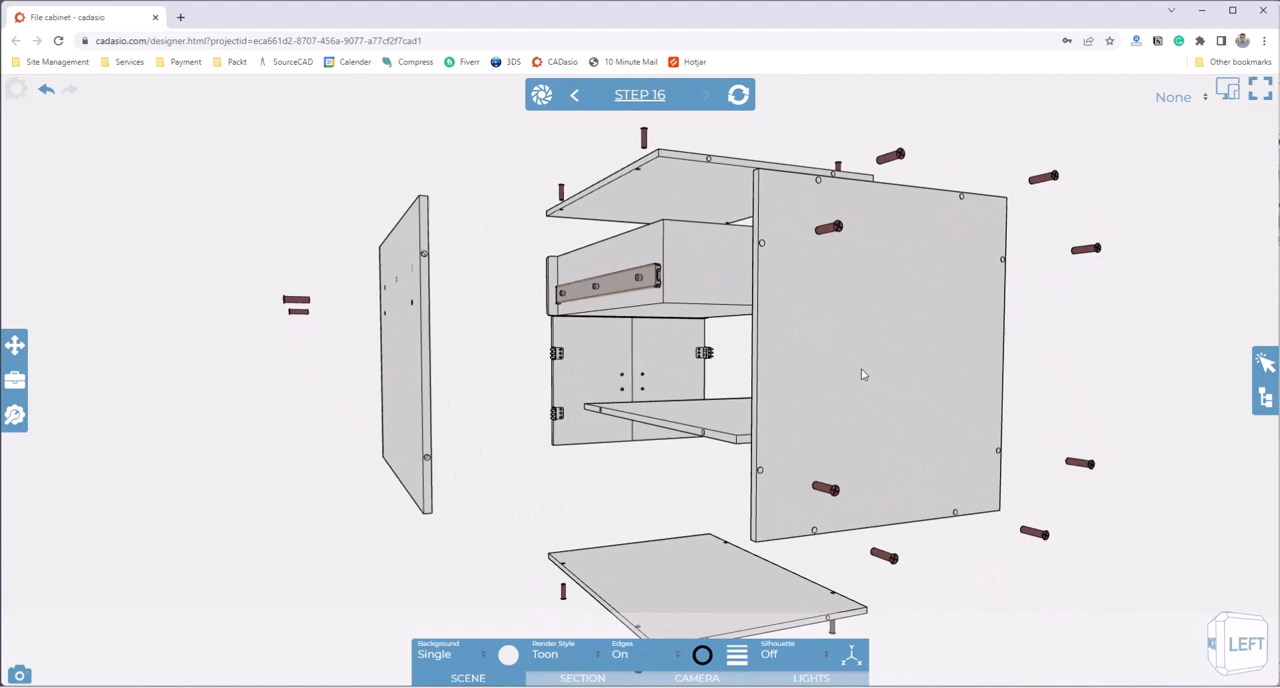 File cabinet - cadasio
cadasio.com/designer.html?projectid=eca661d2-8707-456a-9077-a77cf2f7cad1
Site Management Services Payment Packt SourceCAD Calender Compress Fiverr 3DS CADasio 10 Minute Mail Hotjar Other bookmarks
STEP 16
None
LEFT
Background Render Style Edges Silhouette
Single Toon On Off
SCENE SECTION CAMERA LIGHTS